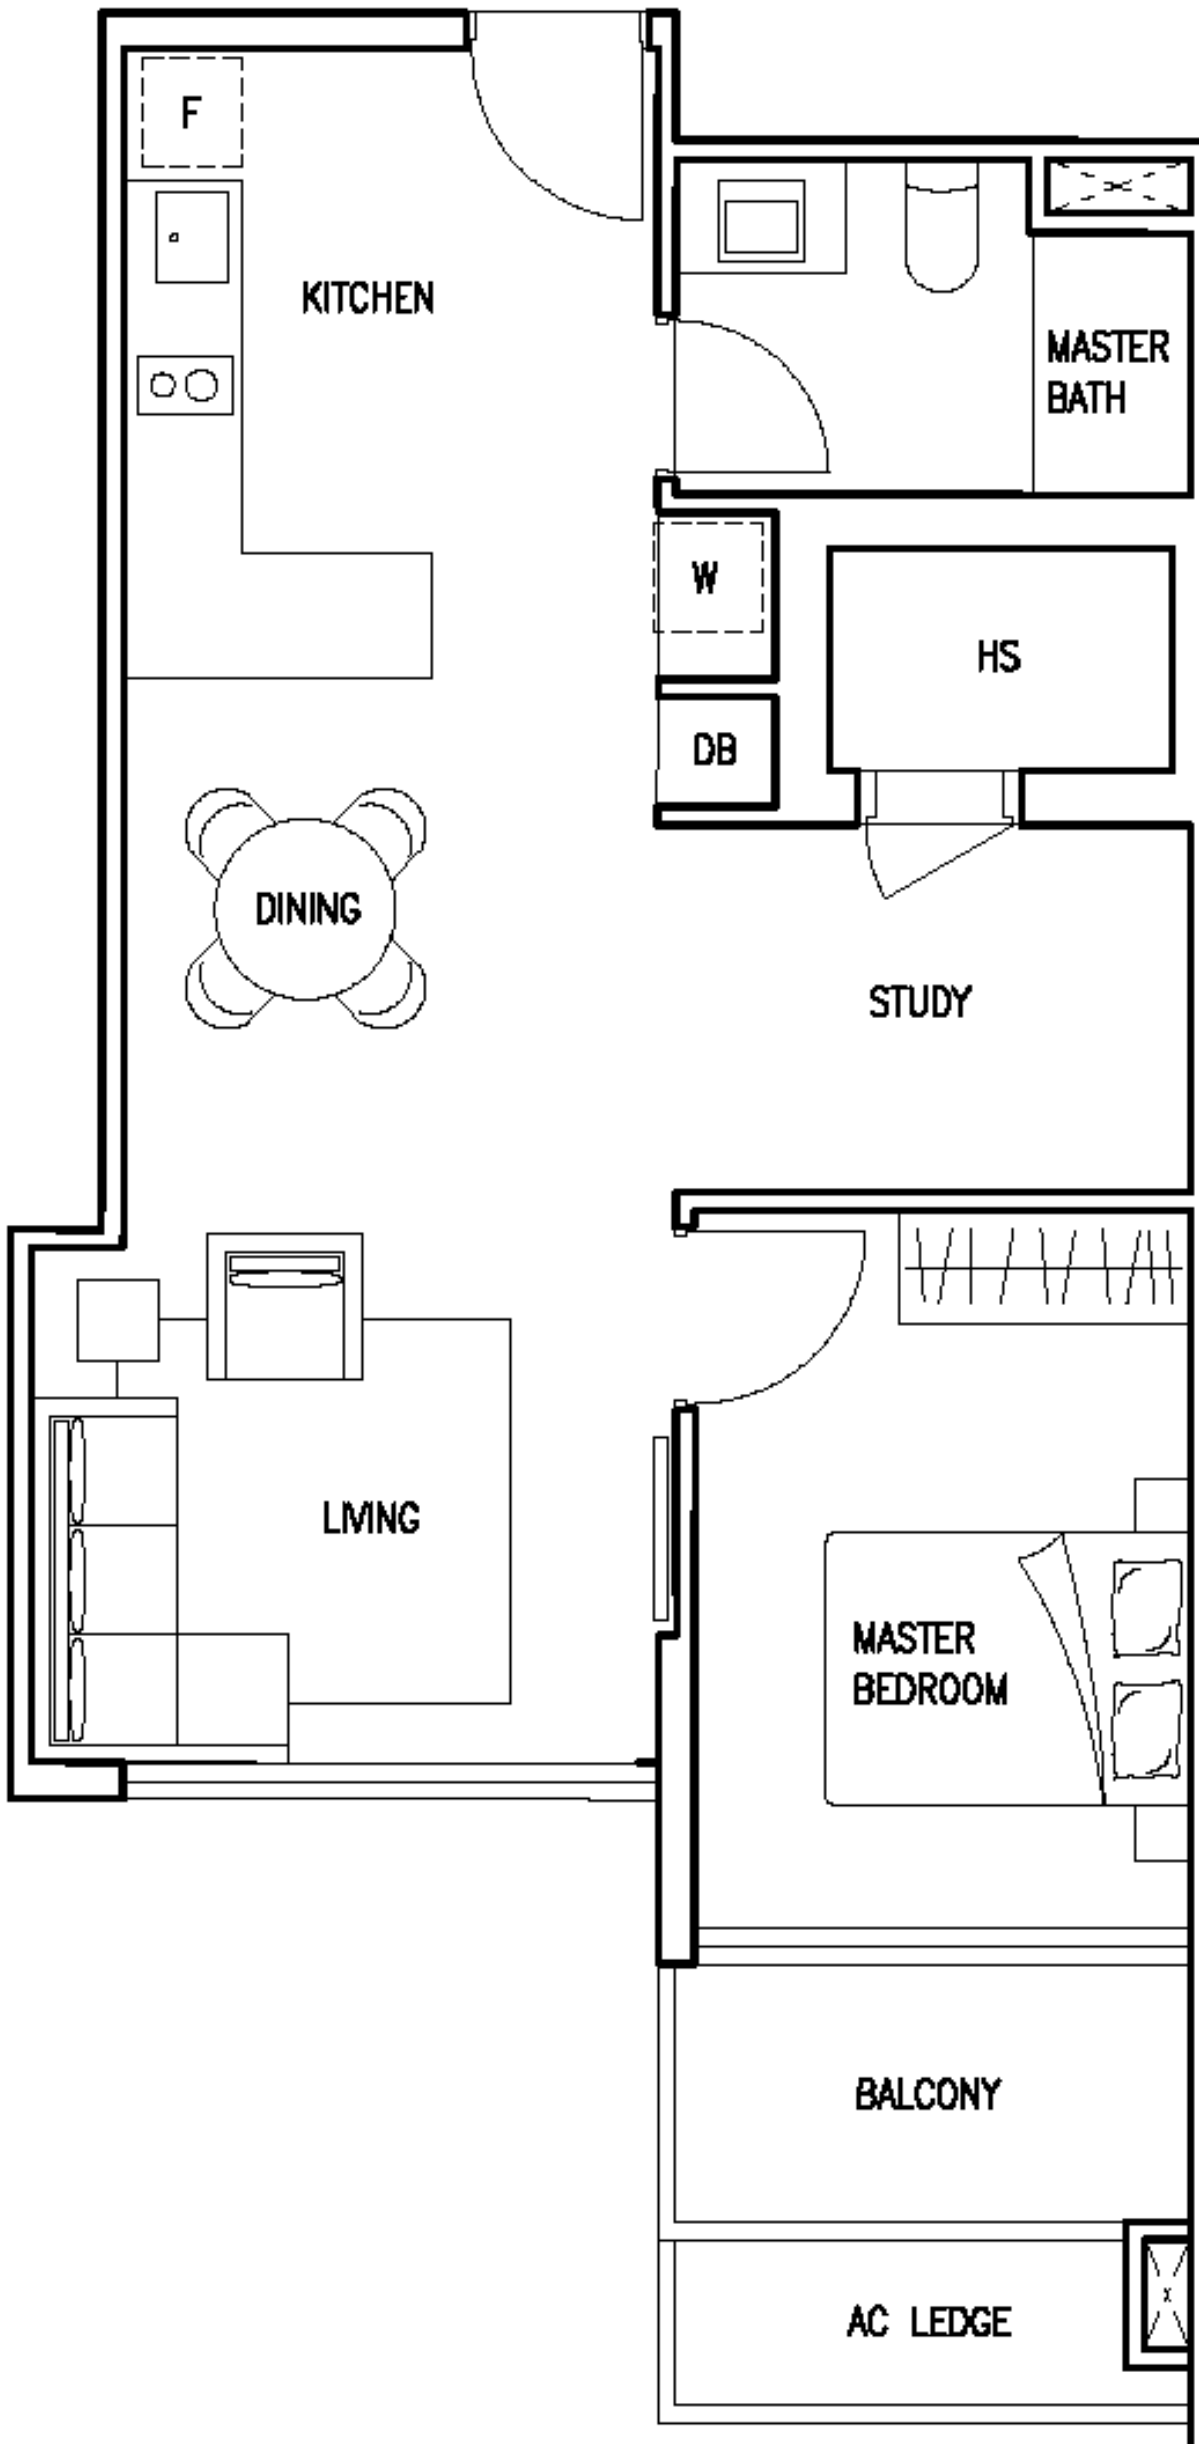 F
KITCHEN
MASTER
BATH
W
HS
DB
DINING
STUDY
LIVING
MASTER
BEDROOM
BALCONY
AC LEDGE